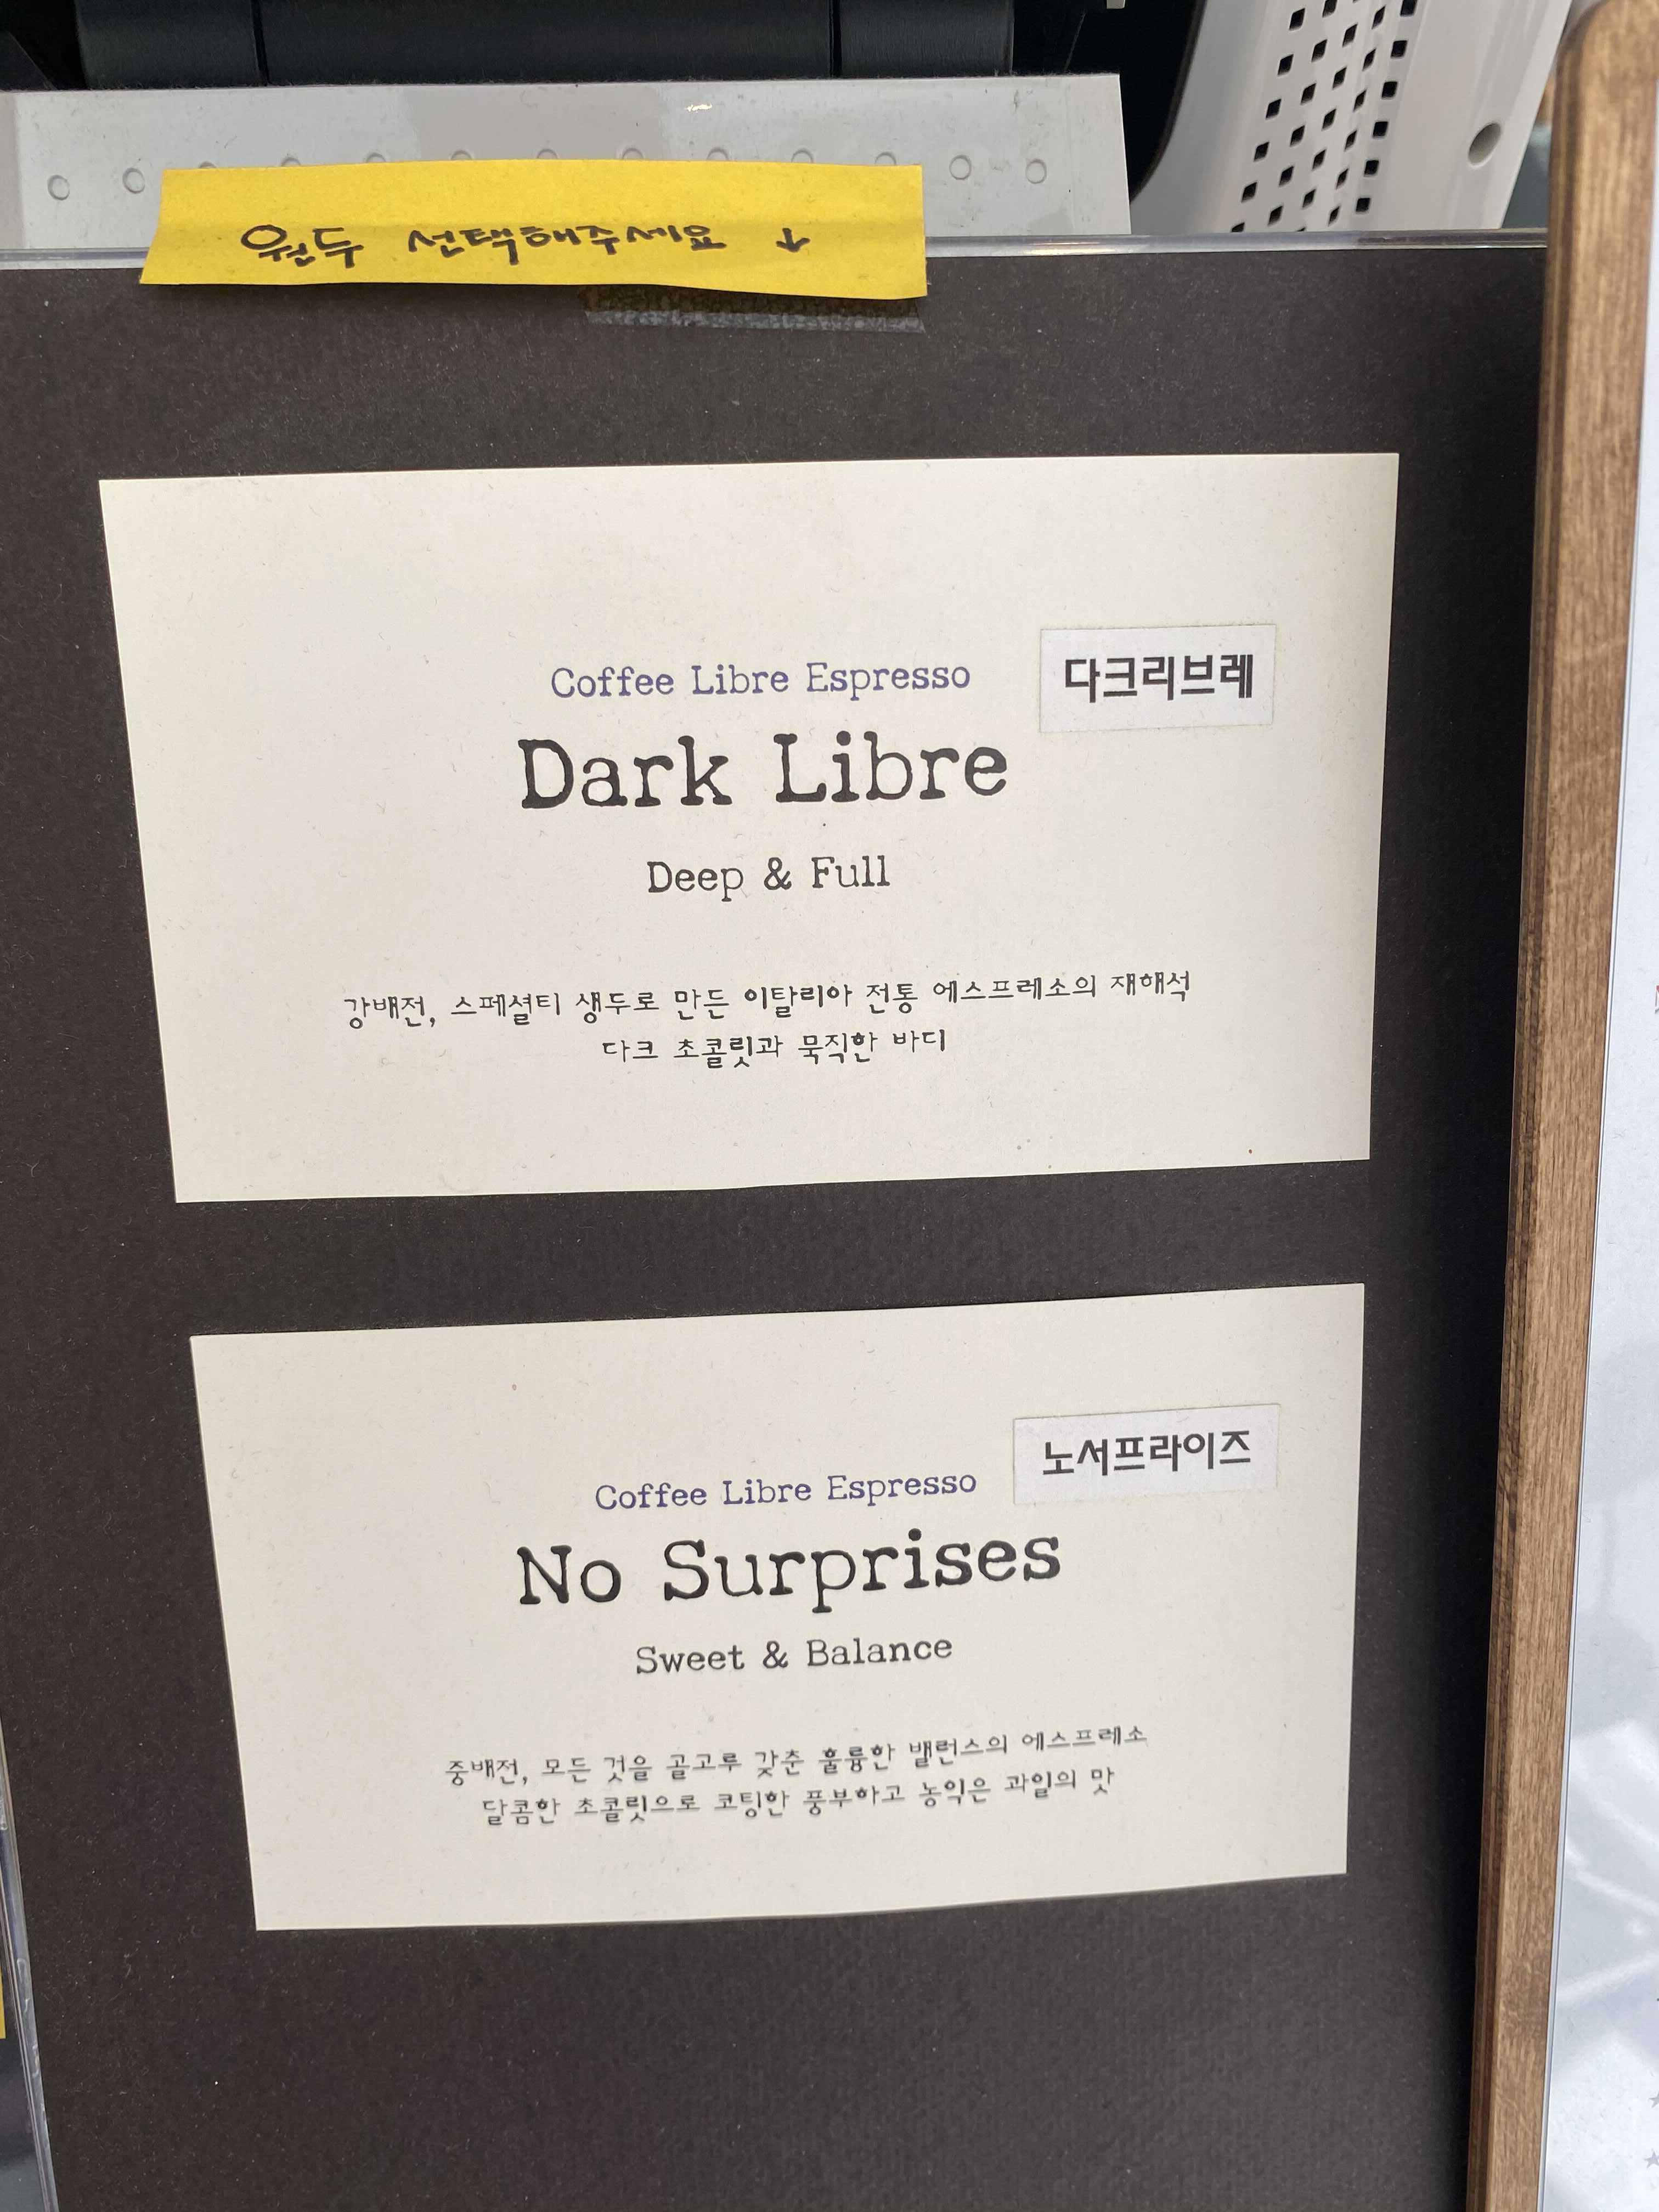 원두 선택해주세요 ↓
Coffee Libre Espresso
다크리브레
Dark Libre
Deep & Full
강배전, 스페셜티 생두로 만든 이탈리아 전통 에스프레소의 재해석
다크 초콜릿과 묵직한 바디
Coffee Libre Espresso
노서프라이즈
No Surprises
Sweet & Balance
중배전, 모든 것을 골고루 갖춘 훌륭한 밸런스의 에스프레소
달콤한 초콜릿으로 코팅한 풍부하고 농익은 과일의 맛